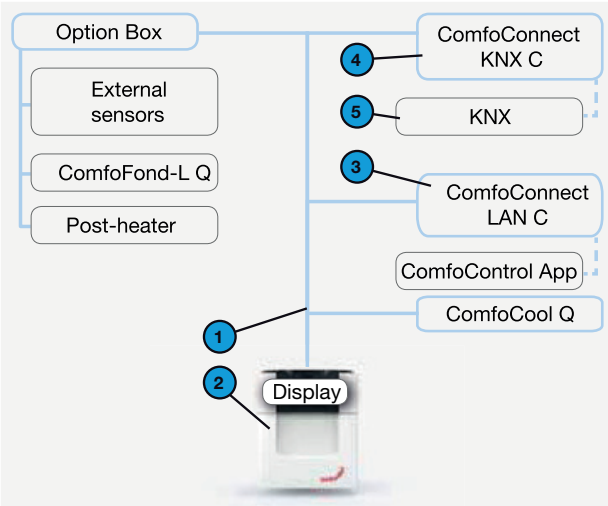 Option Box
External
sensors
ComfoFond-L Q
Post-heater
ComfoConnect
KNX C
4
5
KNX
3
ComfoConnect
LAN C
ComfoControl App
ComfoCool Q
1
2
Display